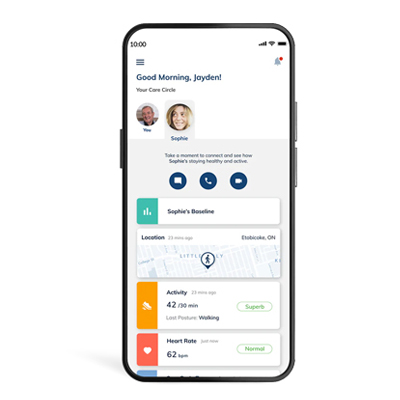 10:00
Good Morning, Jayden!
Your Care Circle
You
Sophie
Take a moment to connect and see how
Sophie's staying healthy and active.
Sophie's Baseline
Location 23 mins ago Etobicoke, ON
LITTLE ITALY
Activity 23 mins ago
42 /30 min
Superb
Last Posture: Walking
Heart Rate Just now
62 bpm
Normal